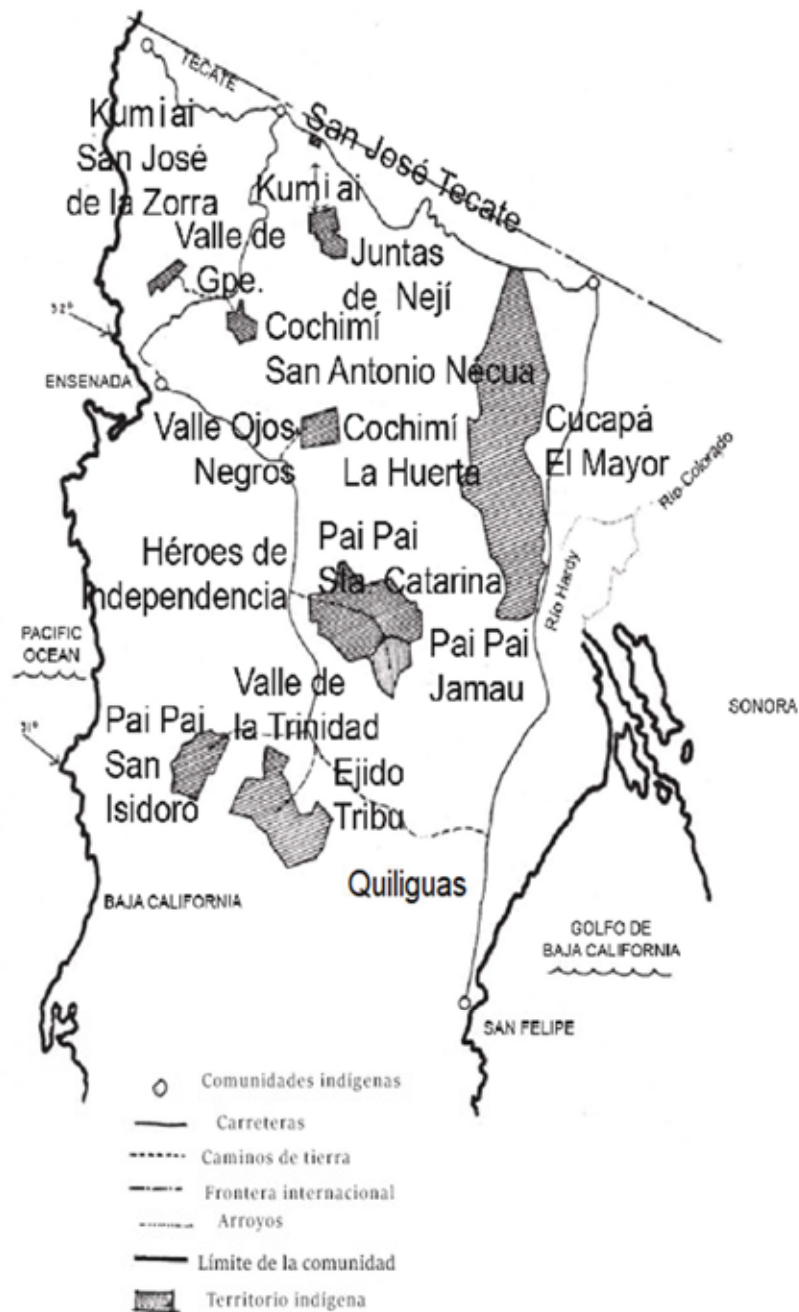 TECATE
Kumiai
San José
de la Zorra
San José Tecate
Kumiai
Juntas
de Nejí
Valle de
Gpe.
32º
Cochimí
San Antonio Nécua
ENSENADA
Valle Ojos
Negros
Cochimí
La Huerta
Cucapá
El Mayor
Río Colorado
Río Hardy
Héroes de
Independencia
Pai Pai
Sta. Catarina
Pai Pai
Jamau
PACIFIC
OCEAN
SONORA
31º
Valle de
la Trinidad
Pai Pai
San
Isidoro
Ejido
Tribu
Quiliguas
BAJA CALIFORNIA
GOLFO DE
BAJA CALIFORNIA
SAN FELIPE
Comunidades indígenas
Carreteras
Caminos de tierra
Frontera internacional
Arroyos
Límite de la comunidad
Territorio indígena